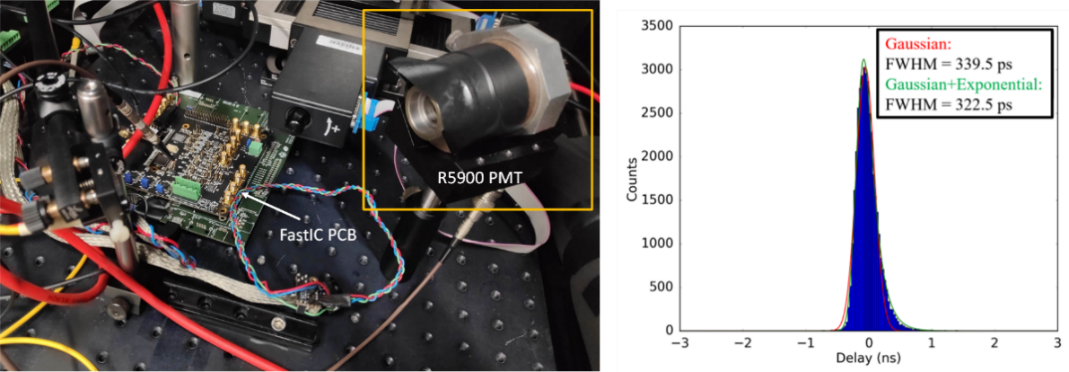 R5900 PMT
FastIC PCB
3500
3000
2500
2000
1500
1000
500
0
Counts
Gaussian:
FWHM = 339.5 ps
Gaussian+Exponential:
FWHM = 322.5 ps
−3 −2 −1 0 1 2 3
Delay (ns)